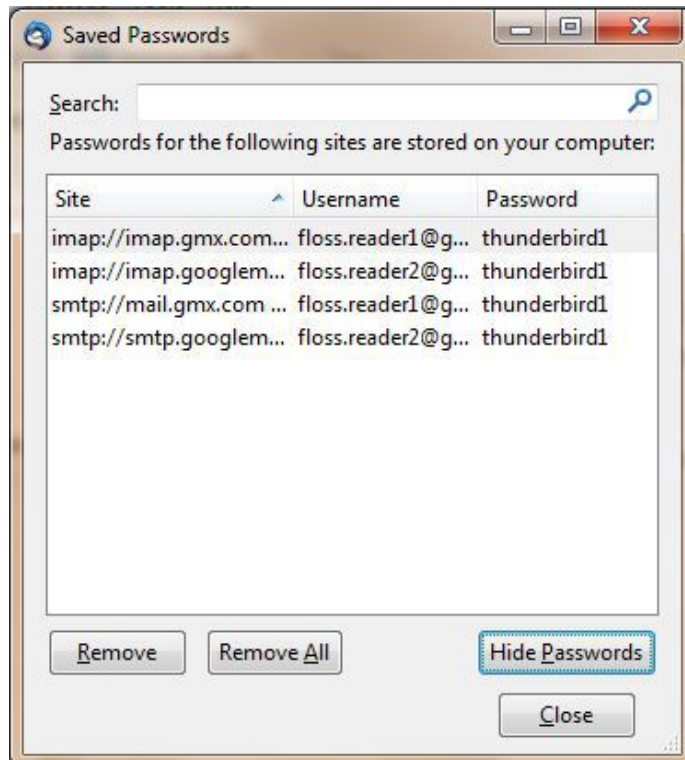 Saved Passwords
Search:
Passwords for the following sites are stored on your computer:
Site Username Password
imap://imap.gmx.com... floss.reader1@g... thunderbird1
imap://imap.googlem... floss.reader2@g... thunderbird1
smtp://mail.gmx.com ... floss.reader1@g... thunderbird1
smtp://smtp.googlem... floss.reader2@g... thunderbird1
Remove Remove All Hide Passwords
Close